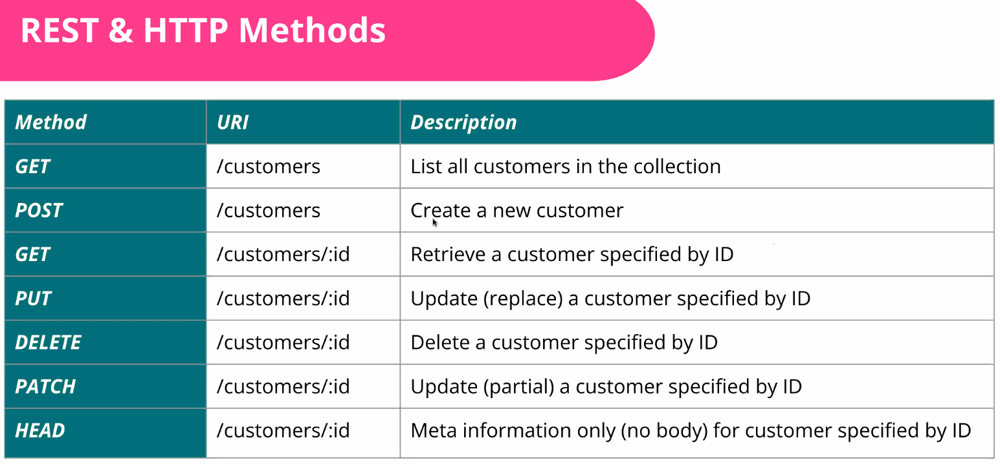 REST & HTTP Methods
Method URI Description
GET /customers List all customers in the collection
POST /customers Create a new customer
GET /customers/:id Retrieve a customer specified by ID
PUT /customers/:id Update (replace) a customer specified by ID
DELETE /customers/:id Delete a customer specified by ID
PATCH /customers/:id Update (partial) a customer specified by ID
HEAD /customers/:id Meta information only (no body) for customer specified by ID